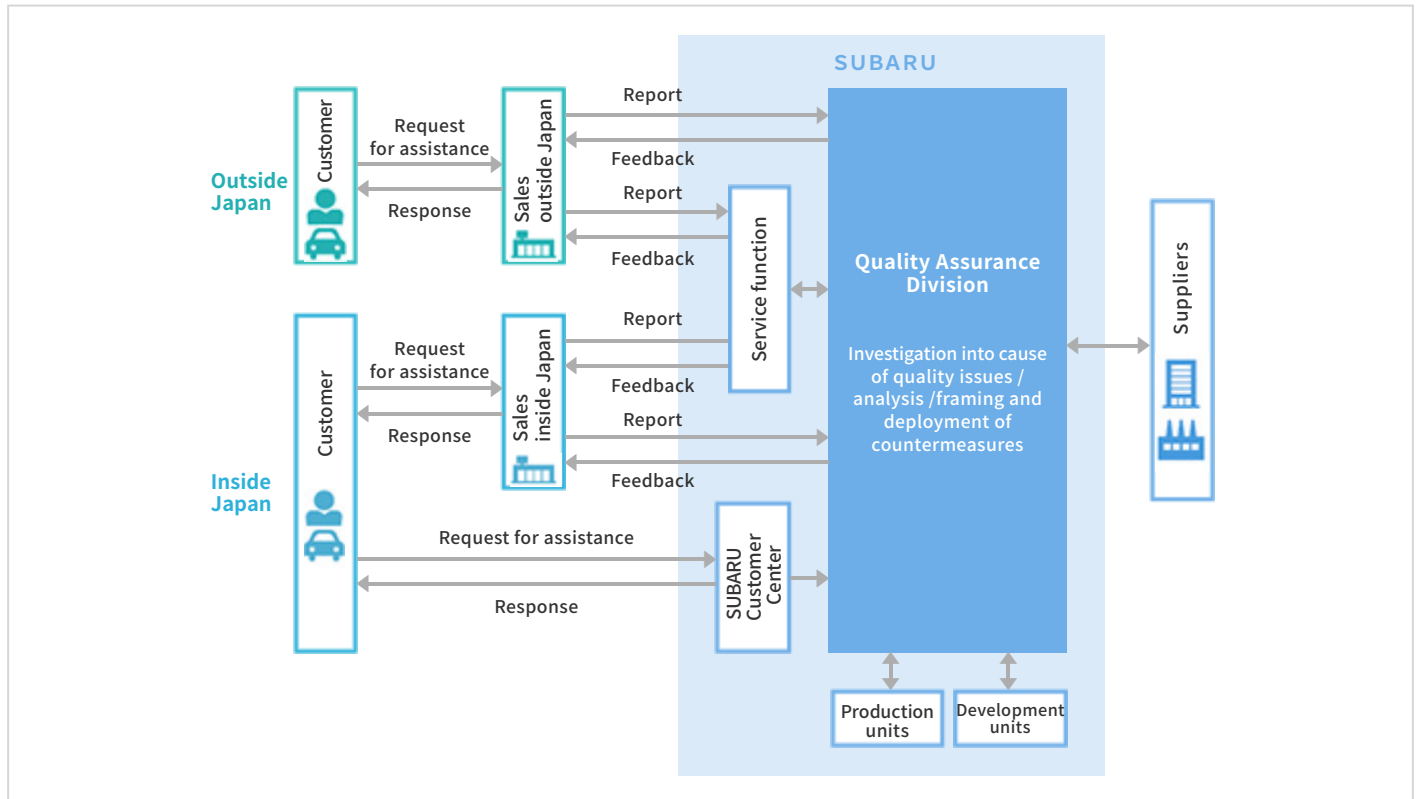 SUBARU
Outside
Japan
Customer
Request
for assistance
Response
Sales
outside Japan
Report
Feedback
Report
Feedback
Service function
Quality Assurance
Division
Investigation into cause
of quality issues /
analysis /framing and
deployment of
countermeasures
Suppliers
Inside
Japan
Customer
Request
for assistance
Response
Sales
inside Japan
Report
Feedback
Report
Feedback
Request for assistance
Response
SUBARU
Customer
Center
Production
units
Development
units